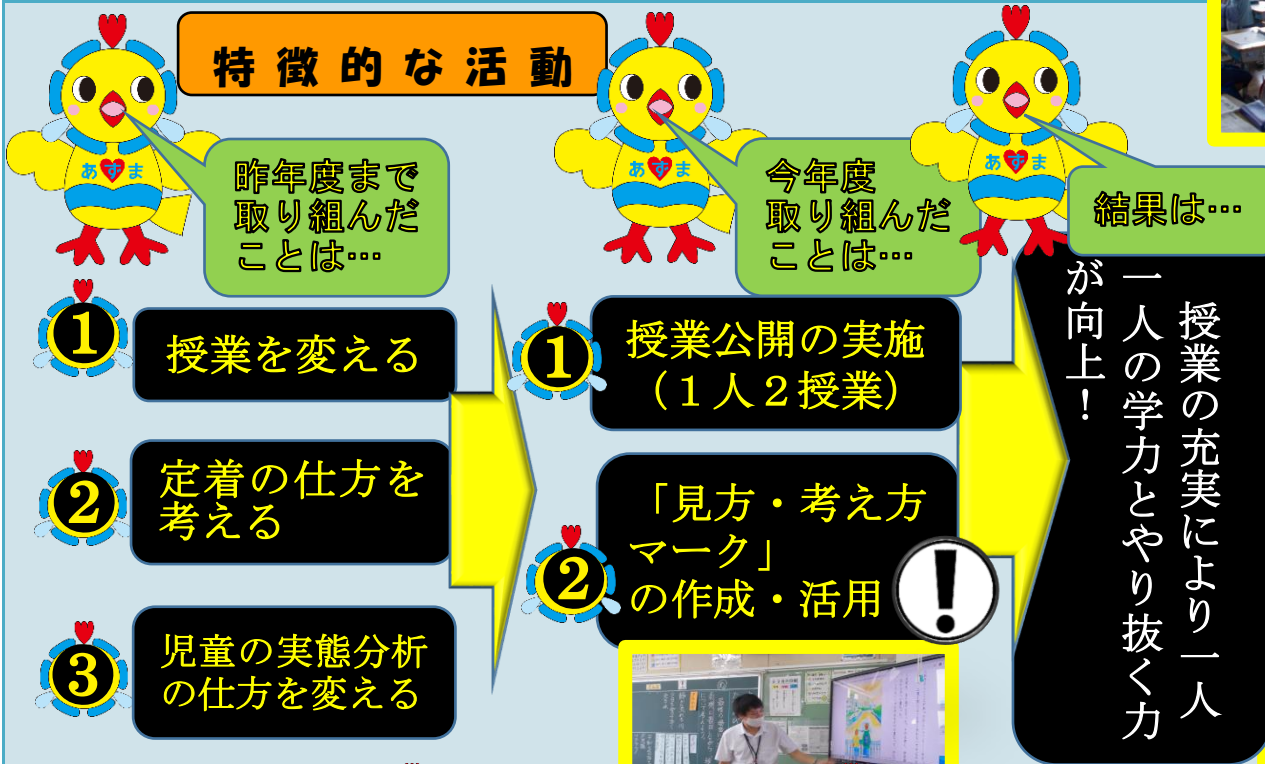 特徴的な活動
あずま
昨年度まで
取り組んだ
ことは…
1
授業を変える
2
定着の仕方を
考える
3
児童の実態分析
の仕方を変える
あずま
今年度
取り組んだ
ことは…
1
授業公開の実施
（１人２授業）
2
「見方・考え方
マーク」
の作成・活用
!
あずま
結果は…
授業の充実により一人
一人の学力とやり抜く力
が向上！